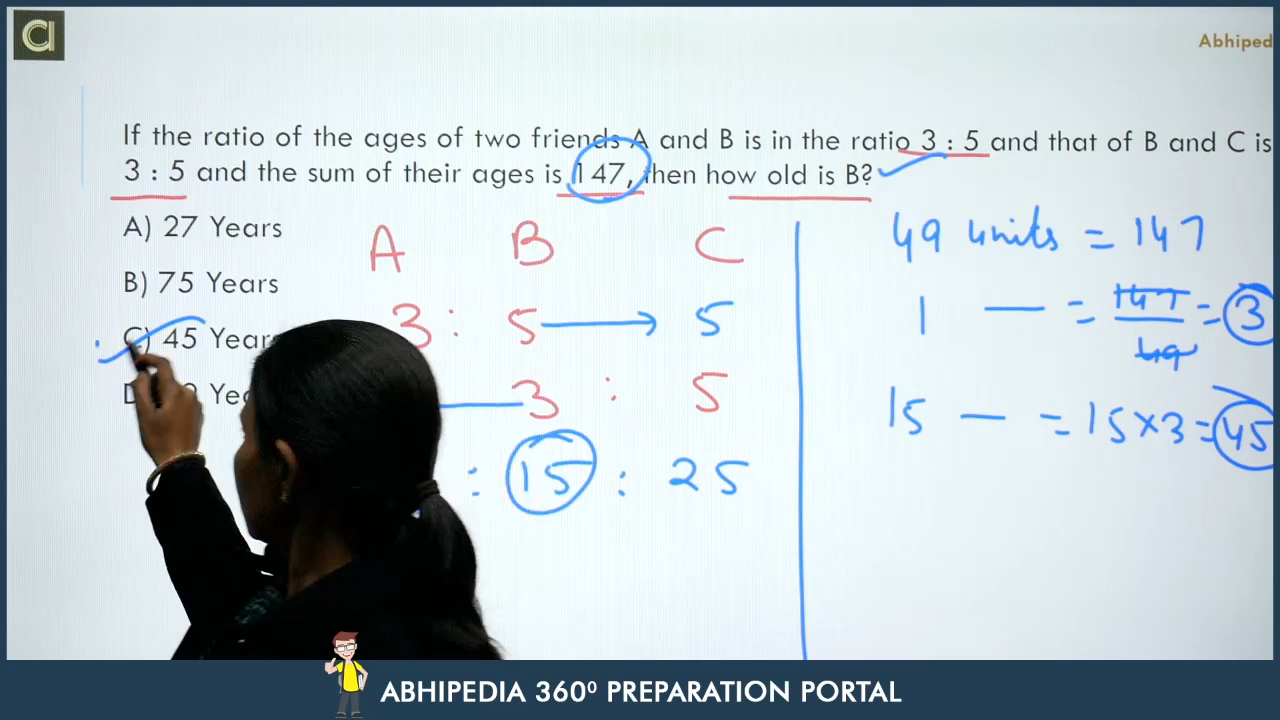 Abhiped
If the ratio of the ages of two friends A and B is in the ratio 3 : 5 and that of B and C is
3 : 5 and the sum of their ages is 147, then how old is B?
A) 27 Years
B) 75 Years
C) 45 Years
D)
A B C
3 : 5 → 5
3 : 5
: 15 : 25
49 units = 147
1 — = 147/49 = 3
15 — = 15×3 = 45
ABHIPEDIA 360⁰ PREPARATION PORTAL